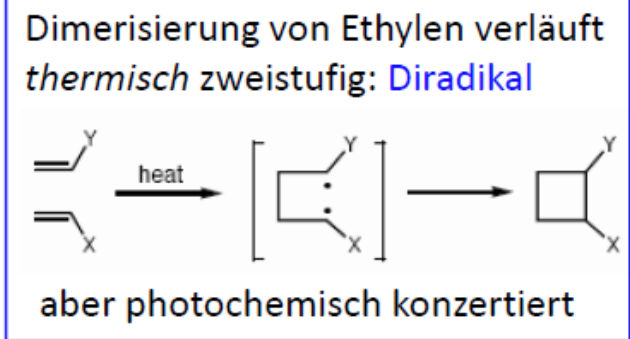 Dimerisierung von Ethylen verläuft
thermisch zweistufig: Diradikal
Y
X
heat
Y
X
Y
X
aber photochemisch konzertiert